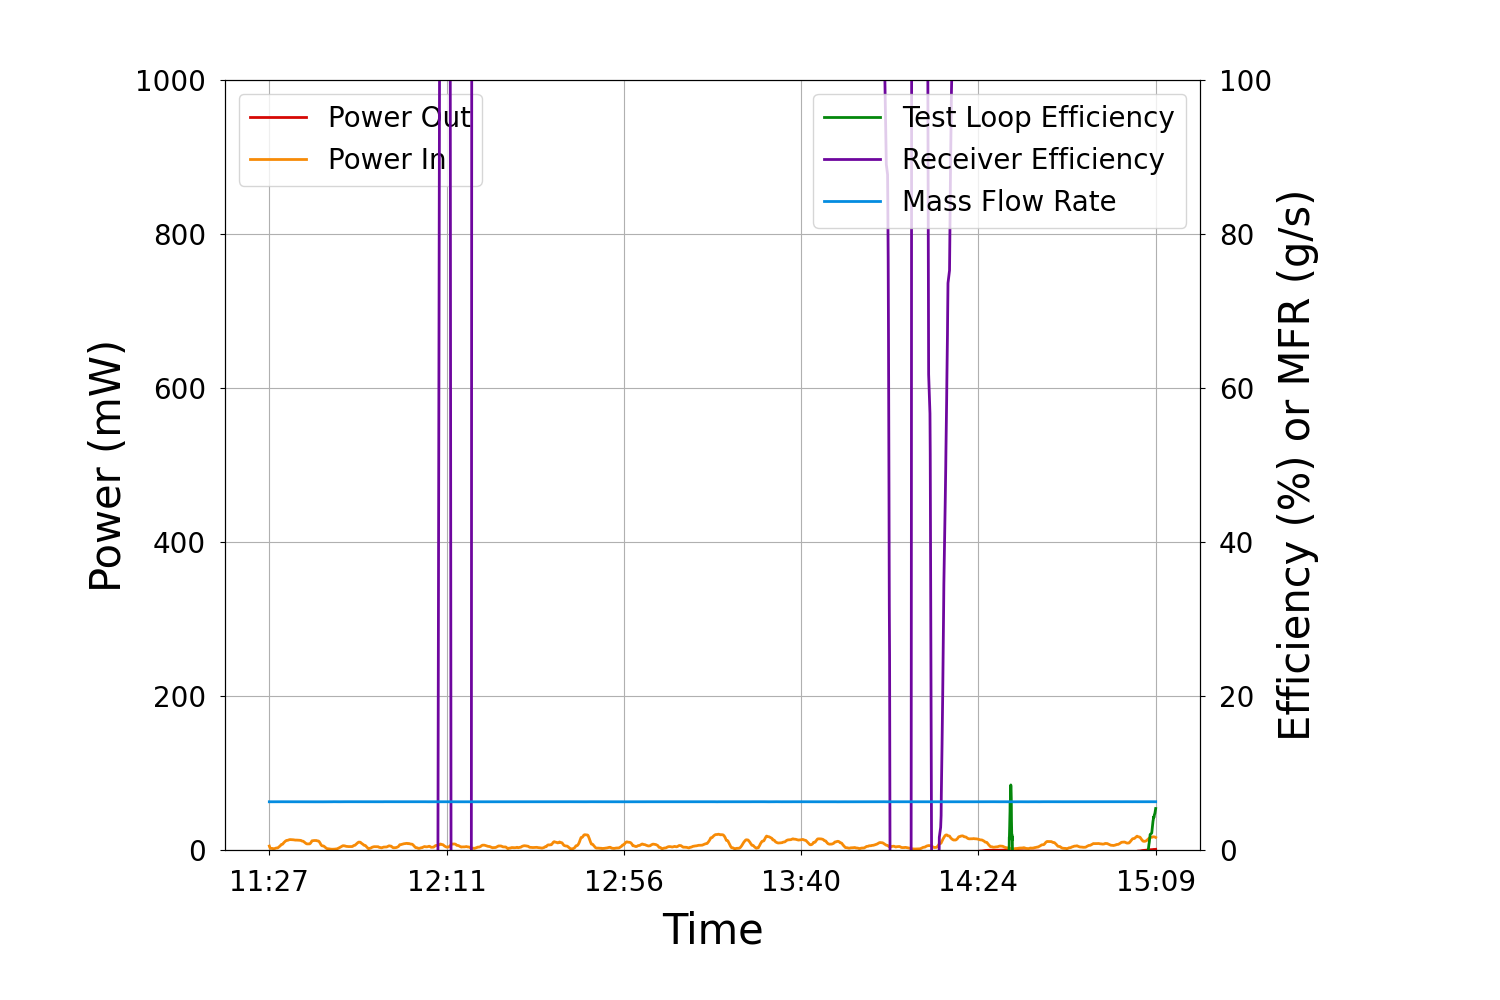 1000
800
600
400
200
0
Power (mW)
Power Out
Power In
Test Loop Efficiency
Receiver Efficiency
Mass Flow Rate
100
80
60
40
20
0
Efficiency (%) or MFR (g/s)
11:27
12:11
12:56
13:40
14:24
15:09
Time